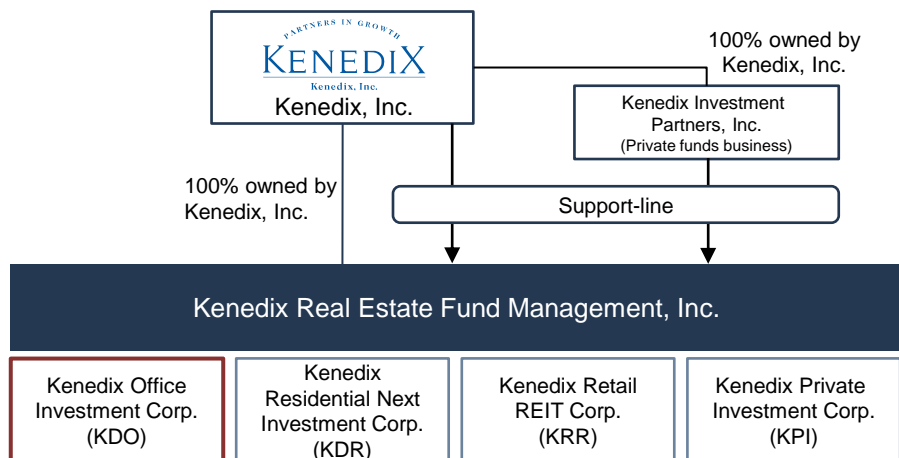 PARTNERS IN GROWTH
KENEDIX
Kenedix, Inc.
Kenedix, Inc.
100% owned by
Kenedix, Inc.
Kenedix Investment
Partners, Inc.
(Private funds business)
100% owned by
Kenedix, Inc.
Support-line
Kenedix Real Estate Fund Management, Inc.
Kenedix Office
Investment Corp.
(KDO)
Kenedix
Residential Next
Investment Corp.
(KDR)
Kenedix Retail
REIT Corp.
(KRR)
Kenedix Private
Investment Corp.
(KPI)